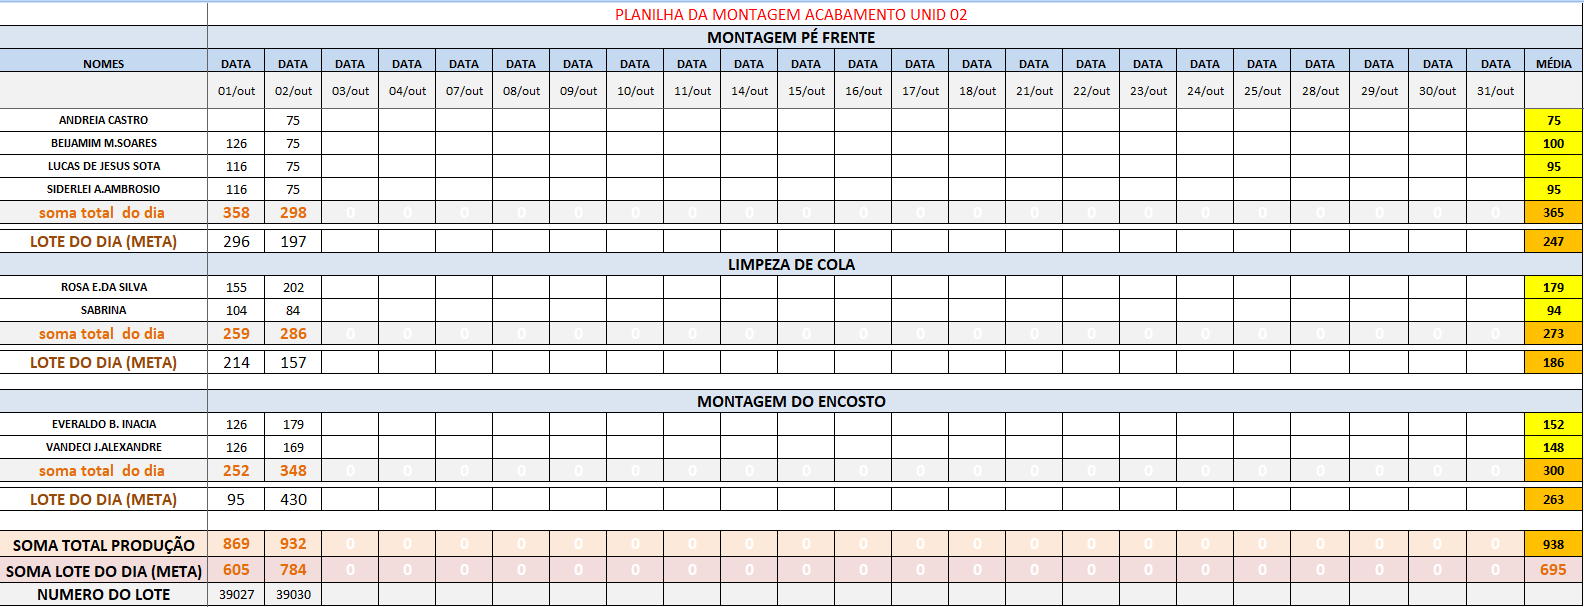 PLANILHA DA MONTAGEM ACABAMENTO UNID 02
MONTAGEM PÉ FRENTE
NOMES DATA DATA DATA DATA DATA DATA DATA DATA DATA DATA DATA DATA DATA DATA DATA DATA DATA DATA DATA DATA DATA DATA DATA MÉDIA
01/out 02/out 03/out 04/out 07/out 08/out 09/out 10/out 11/out 14/out 15/out 16/out 17/out 18/out 21/out 22/out 23/out 24/out 25/out 28/out 29/out 30/out 31/out
ANDREIA CASTRO 75 75
BEIJAMIM M.SOARES 126 75 100
LUCAS DE JESUS SOTA 116 75 95
SIDERLEI A.AMBROSIO 116 75 95
soma total do dia 358 298 0 0 0 0 0 0 0 0 0 0 0 0 0 0 0 0 0 0 0 0 0 365
LOTE DO DIA (META) 296 197 247
LIMPEZA DE COLA
ROSA E.DA SILVA 155 202 179
SABRINA 104 84 94
soma total do dia 259 286 0 0 0 0 0 0 0 0 0 0 0 0 0 0 0 0 0 0 0 0 0 273
LOTE DO DIA (META) 214 157 186
MONTAGEM DO ENCOSTO
EVERALDO B. INACIA 126 179 152
VANDECI J.ALEXANDRE 126 169 148
soma total do dia 252 348 0 0 0 0 0 0 0 0 0 0 0 0 0 0 0 0 0 0 0 0 0 300
LOTE DO DIA (META) 95 430 263
SOMA TOTAL PRODUÇÃO 869 932 0 0 0 0 0 0 0 0 0 0 0 0 0 0 0 0 0 0 0 0 0 938
SOMA LOTE DO DIA (META) 605 784 0 0 0 0 0 0 0 0 0 0 0 0 0 0 0 0 0 0 0 0 0 695
NUMERO DO LOTE 39027 39030